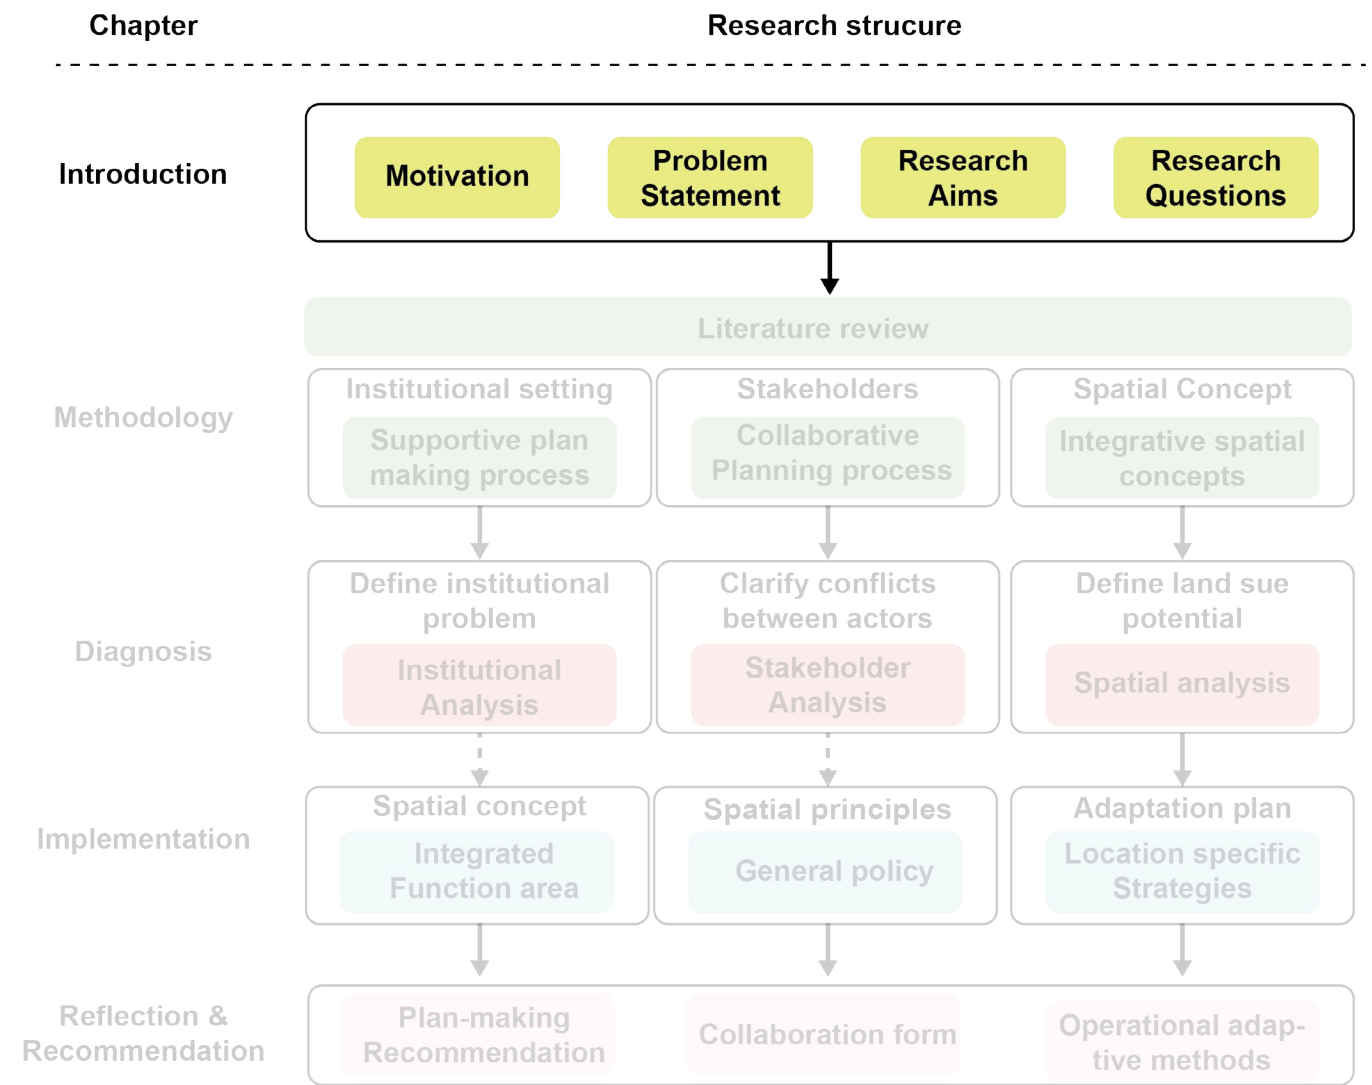 Chapter
Research strucure
Introduction
Motivation
Problem
Statement
Research
Aims
Research
Questions
Literature review
Methodology
Institutional setting
Supportive plan
making process
Stakeholders
Collaborative
Planning process
Spatial Concept
Integrative spatial
concepts
Diagnosis
Define institutional
problem
Institutional
Analysis
Clarify conflicts
between actors
Stakeholder
Analysis
Define land sue
potential
Spatial analysis
Implementation
Spatial concept
Integrated
Function area
Spatial principles
General policy
Adaptation plan
Location specific
Strategies
Reflection &
Recommendation
Plan-making
Recommendation
Collaboration form
Operational adap-
tive methods